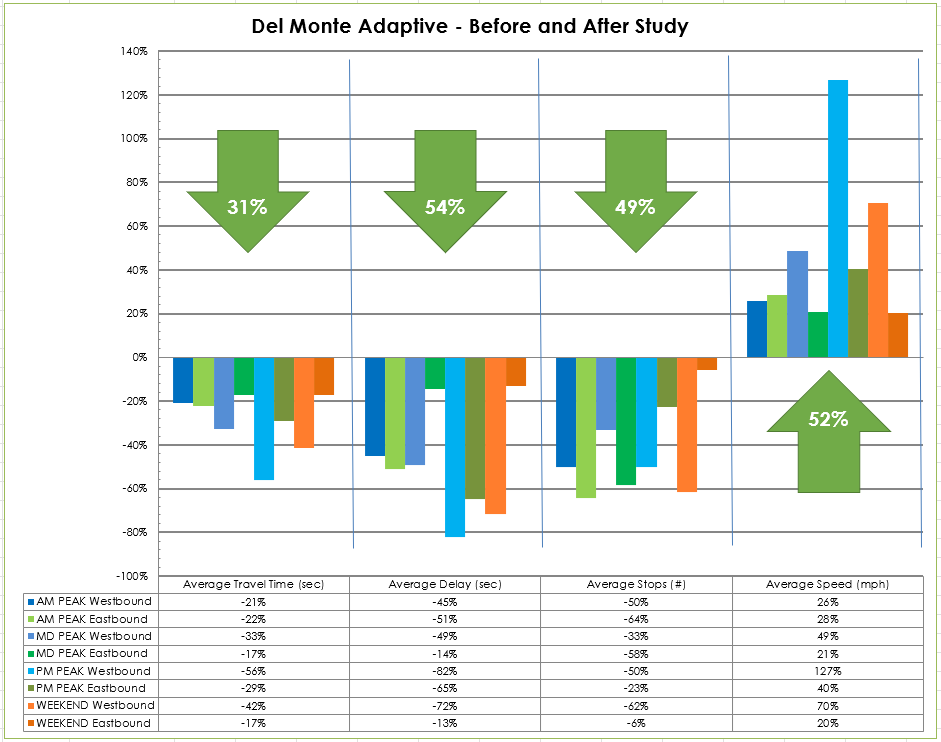 Del Monte Adaptive - Before and After Study
140%
120%
100%
80%
60%
40%
20%
0%
-20%
-40%
-60%
-80%
-100%
31%
54%
49%
52%
Average Travel Time (sec) Average Delay (sec) Average Stops (#) Average Speed (mph)
AM PEAK Westbound -21% -45% -50% 26%
AM PEAK Eastbound -22% -51% -64% 28%
MD PEAK Westbound -33% -49% -33% 49%
MD PEAK Eastbound -17% -14% -58% 21%
PM PEAK Westbound -56% -82% -50% 127%
PM PEAK Eastbound -29% -65% -23% 40%
WEEKEND Westbound -42% -72% -62% 70%
WEEKEND Eastbound -17% -13% -6% 20%